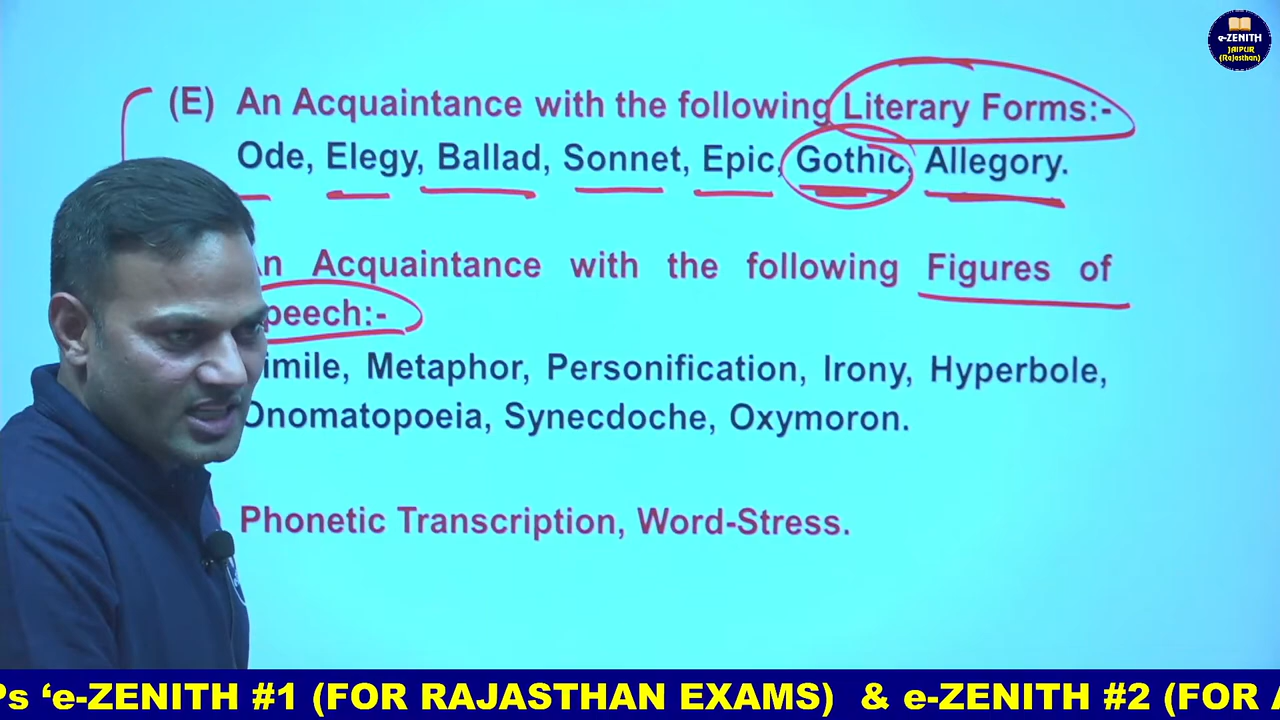 e-ZENITH
JAIPUR
(Rajasthan)
(E) An Acquaintance with the following Literary Forms:-
Ode, Elegy, Ballad, Sonnet, Epic, Gothic, Allegory.
An Acquaintance with the following Figures of
peech:-
imile, Metaphor, Personification, Irony, Hyperbole,
Onomatopoeia, Synecdoche, Oxymoron.
Phonetic Transcription, Word-Stress.
Ps ‘e-ZENITH #1 (FOR RAJASTHAN EXAMS) & e-ZENITH #2 (FOR